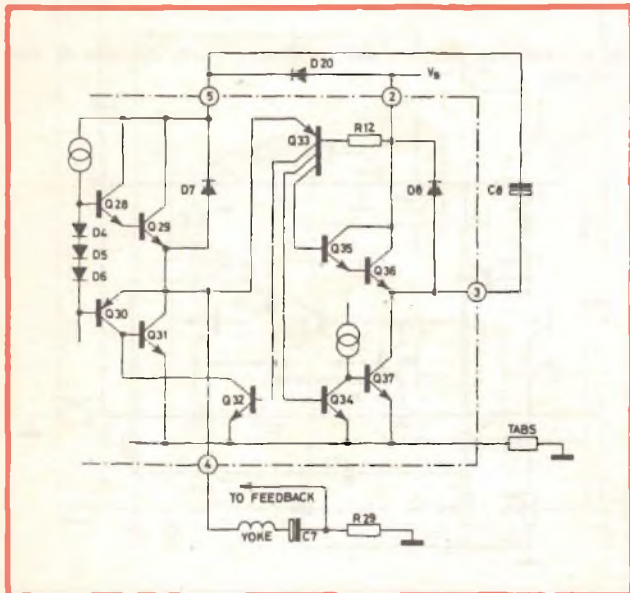 D20
Vs
5
2
Q33
R12
Q28
D7
D8
C8
Q29
D4
D5
D6
Q35
Q36
3
Q30
Q31
Q32
Q34
Q37
TABS
4
TO FEEDBACK
YOKE
C7
R29